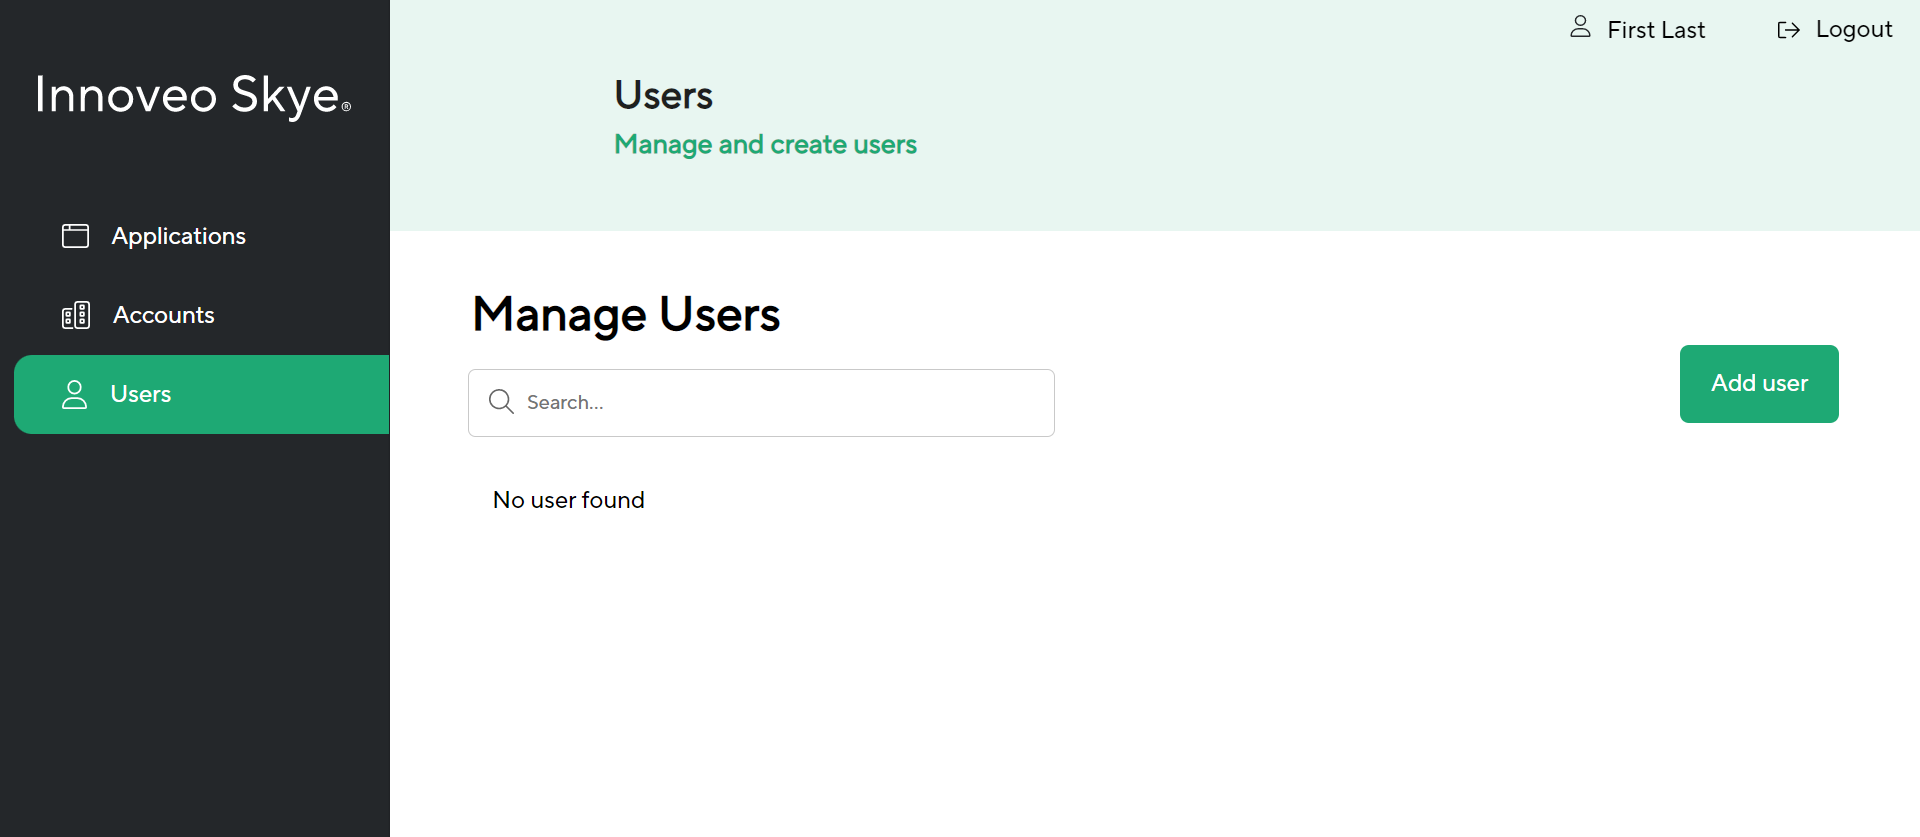 Innoveo Skye®
Applications
Accounts
Users
First Last
Logout
Users
Manage and create users
Manage Users
Search...
Add user
No user found